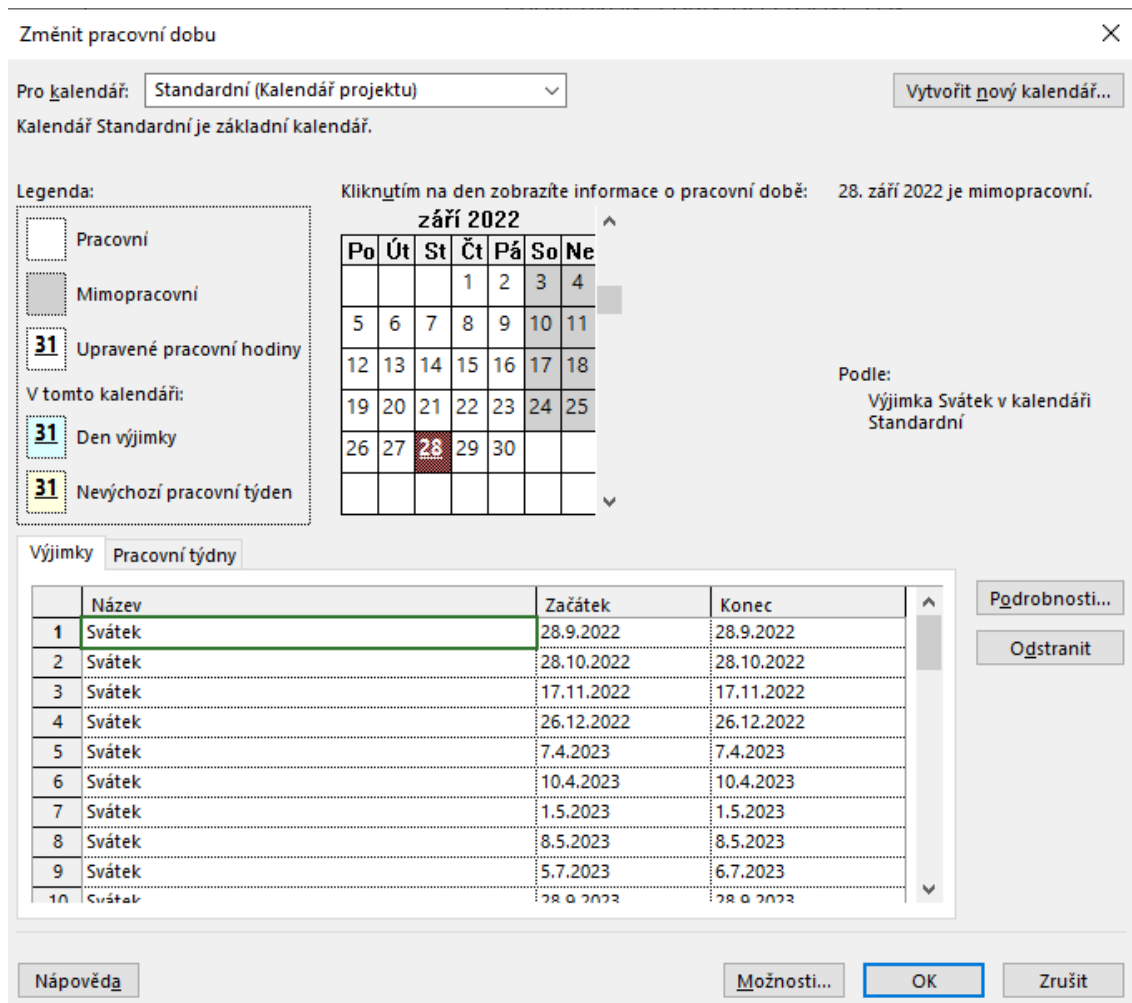 Změnit pracovní dobu
Pro kalendář: Standardní (Kalendář projektu) Vytvořit nový kalendář...
Kalendář Standardní je základní kalendář.
Legenda: Kliknutím na den zobrazíte informace o pracovní době: 28. září 2022 je mimopracovní.
září 2022
Po Út St Čt Pá So Ne
1 2 3 4
5 6 7 8 9 10 11
12 13 14 15 16 17 18
19 20 21 22 23 24 25
26 27 28 29 30
Pracovní
Mimopracovní
31 Upravené pracovní hodiny
V tomto kalendáři:
31 Den výjimky
31 Nevýchozí pracovní týden
Podle:
Výjimka Svátek v kalendáři
Standardní
Výjimky Pracovní týdny
Název Začátek Konec
1 Svátek 28.9.2022 28.9.2022
2 Svátek 28.10.2022 28.10.2022
3 Svátek 17.11.2022 17.11.2022
4 Svátek 26.12.2022 26.12.2022
5 Svátek 7.4.2023 7.4.2023
6 Svátek 10.4.2023 10.4.2023
7 Svátek 1.5.2023 1.5.2023
8 Svátek 8.5.2023 8.5.2023
9 Svátek 5.7.2023 6.7.2023
10 Svátek 28.9.2023 28.9.2023
Podrobnosti...
Odstranit
Nápověda Možnosti... OK Zrušit